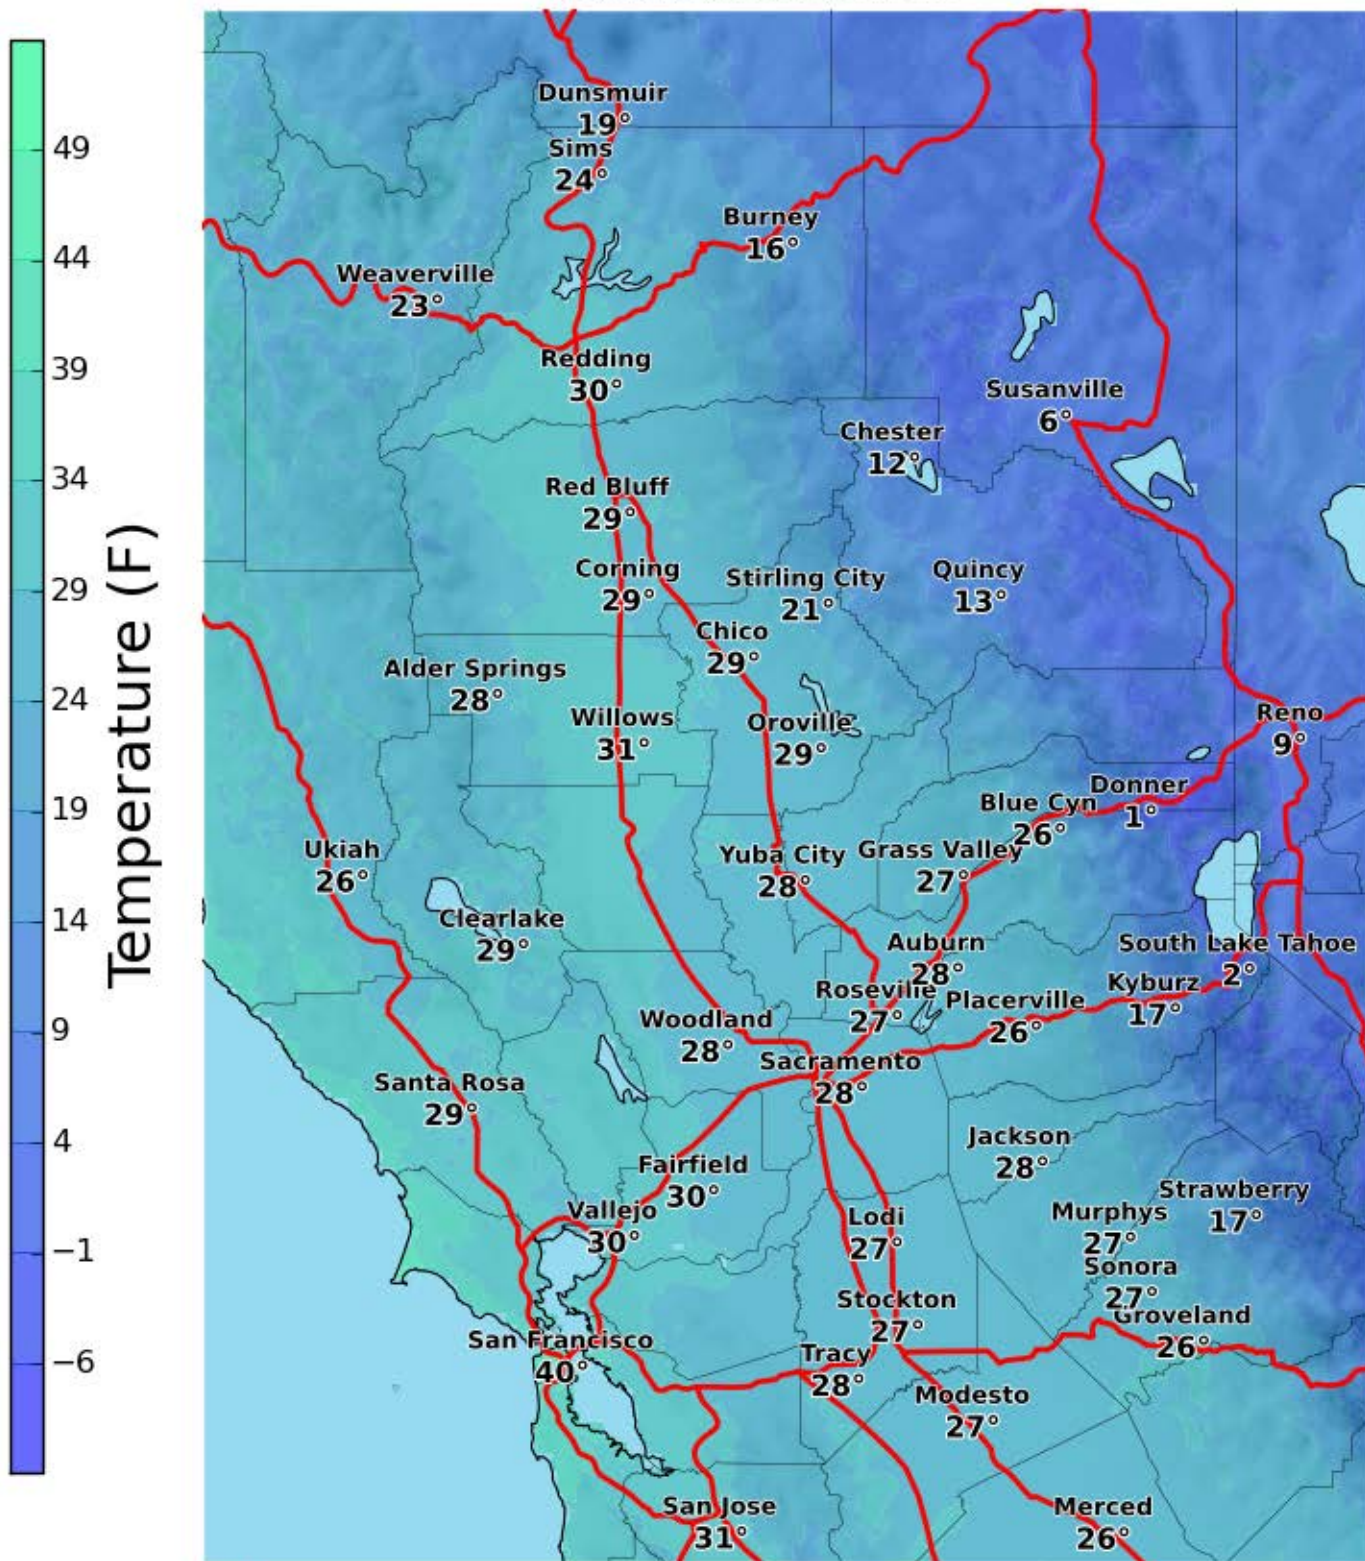 49
44
39
34
29
24
19
14
9
4
−1
−6
Temperature (F)
Dunsmuir
19°
Sims
24°
Burney
16°
Weaverville
23°
Redding
30°
Susanville
6°
Chester
12°
Red Bluff
29°
Corning
29°
Stirling City
21°
Quincy
13°
Chico
29°
Alder Springs
28°
Willows
31°
Oroville
29°
Reno
9°
Donner
1°
Blue Cyn
26°
Ukiah
26°
Yuba City
28°
Grass Valley
27°
Clearlake
29°
Auburn
28°
South Lake Tahoe
2°
Roseville
27°
Placerville
26°
Kyburz
17°
Woodland
28°
Sacramento
28°
Santa Rosa
29°
Jackson
28°
Fairfield
30°
Strawberry
17°
Vallejo
30°
Lodi
27°
Murphys
27°
Sonora
27°
Stockton
27°
Groveland
26°
San Francisco
40°
Tracy
28°
Modesto
27°
San Jose
31°
Merced
26°